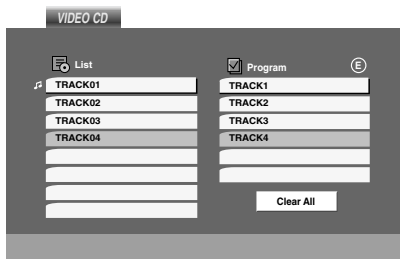 VIDEO CD
List
TRACK01
TRACK02
TRACK03
TRACK04
Program
E
TRACK1
TRACK2
TRACK3
TRACK4
Clear All